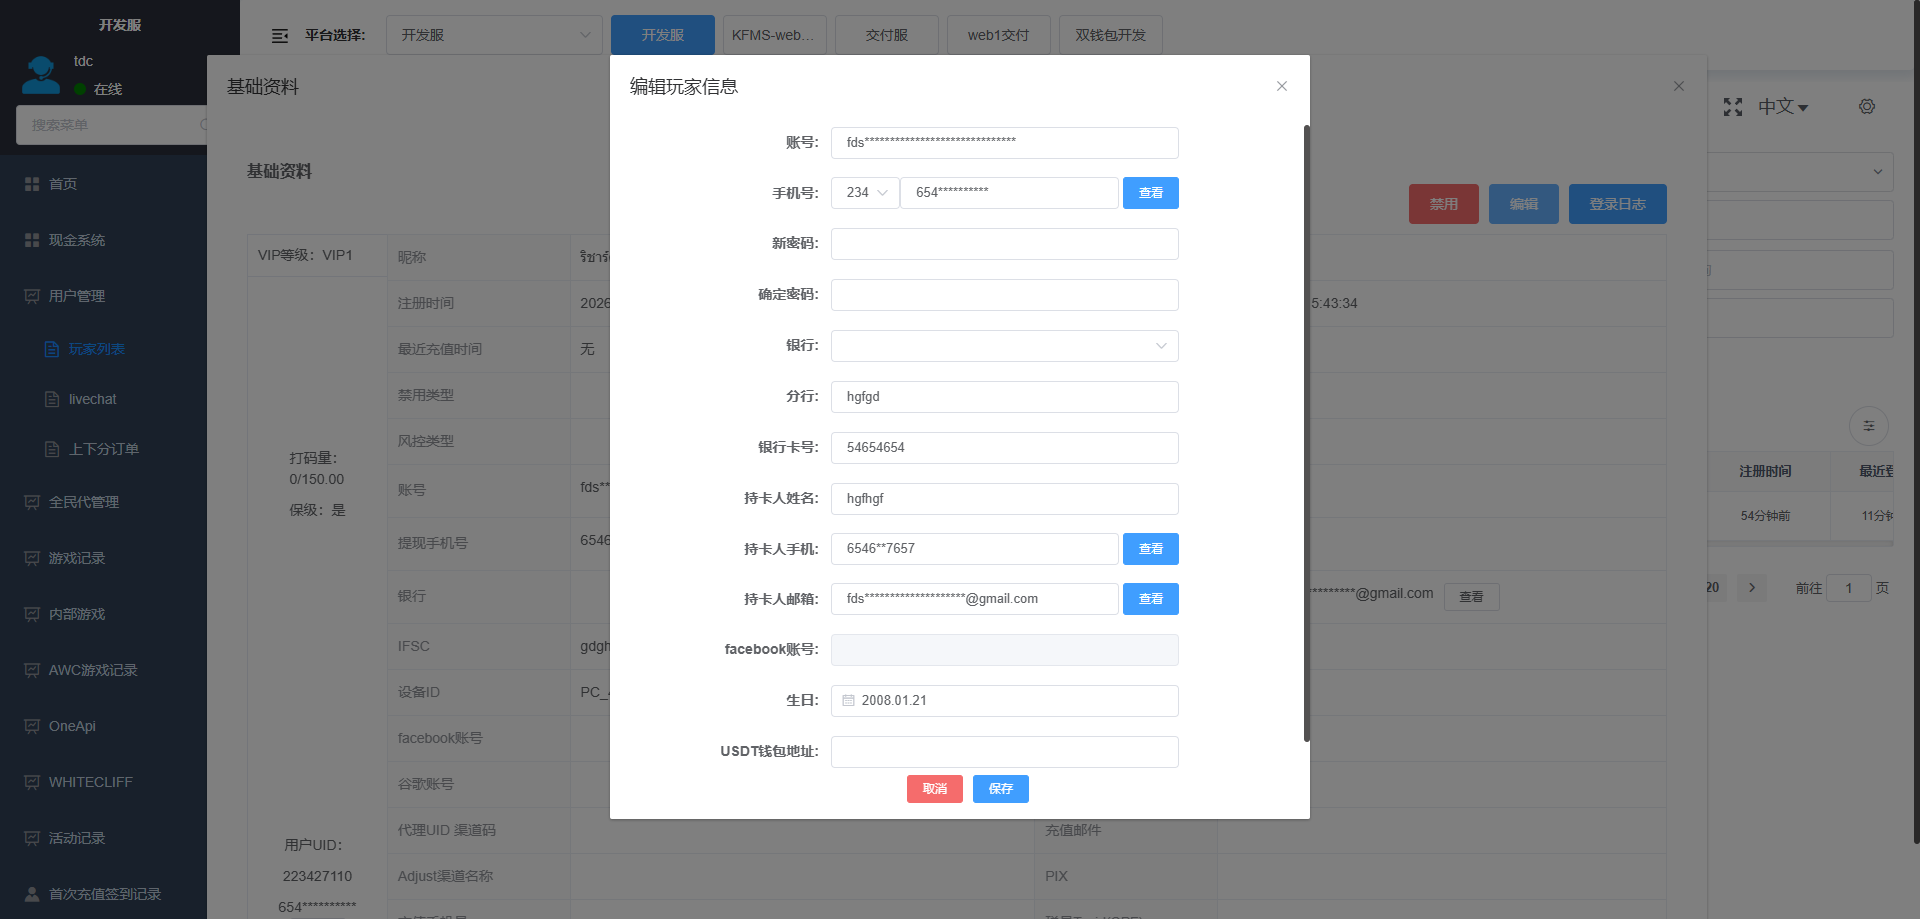 开发服
tdc
在线
搜索菜单
首页
现金系统
用户管理
玩家列表
livechat
上下分订单
全民代管理
游戏记录
内部游戏
AWC游戏记录
OneApi
WHITECLIFF
活动记录
首次充值签到记录
平台选择:
开发服
开发服
KFMS-web...
交付服
web1交付
双钱包开发
中文
基础资料
基础资料
禁用
编辑
登录日志
VIP等级：VIP1
打码量：
0/150.00
保级：是
用户UID：
223427110
654**********
昵称
注册时间
2026
5:43:34
最近充值时间
无
禁用类型
风控类型
账号
fds**
提现手机号
6546
银行
*********@gmail.com
查看
IFSC
gdgh
设备ID
PC_
facebook账号
谷歌账号
代理UID 渠道码
充值邮件
Adjust渠道名称
PIX
编辑玩家信息
账号:
fds******************************
手机号:
234
654**********
查看
新密码:
确定密码:
银行:
分行:
hgfgd
银行卡号:
54654654
持卡人姓名:
hgfhgf
持卡人手机:
6546**7657
查看
持卡人邮箱:
fds********************@gmail.com
查看
facebook账号:
生日:
2008.01.21
USDT钱包地址:
取消
保存
注册时间
最近登
54分钟前
11分钟
20
前往
1
页